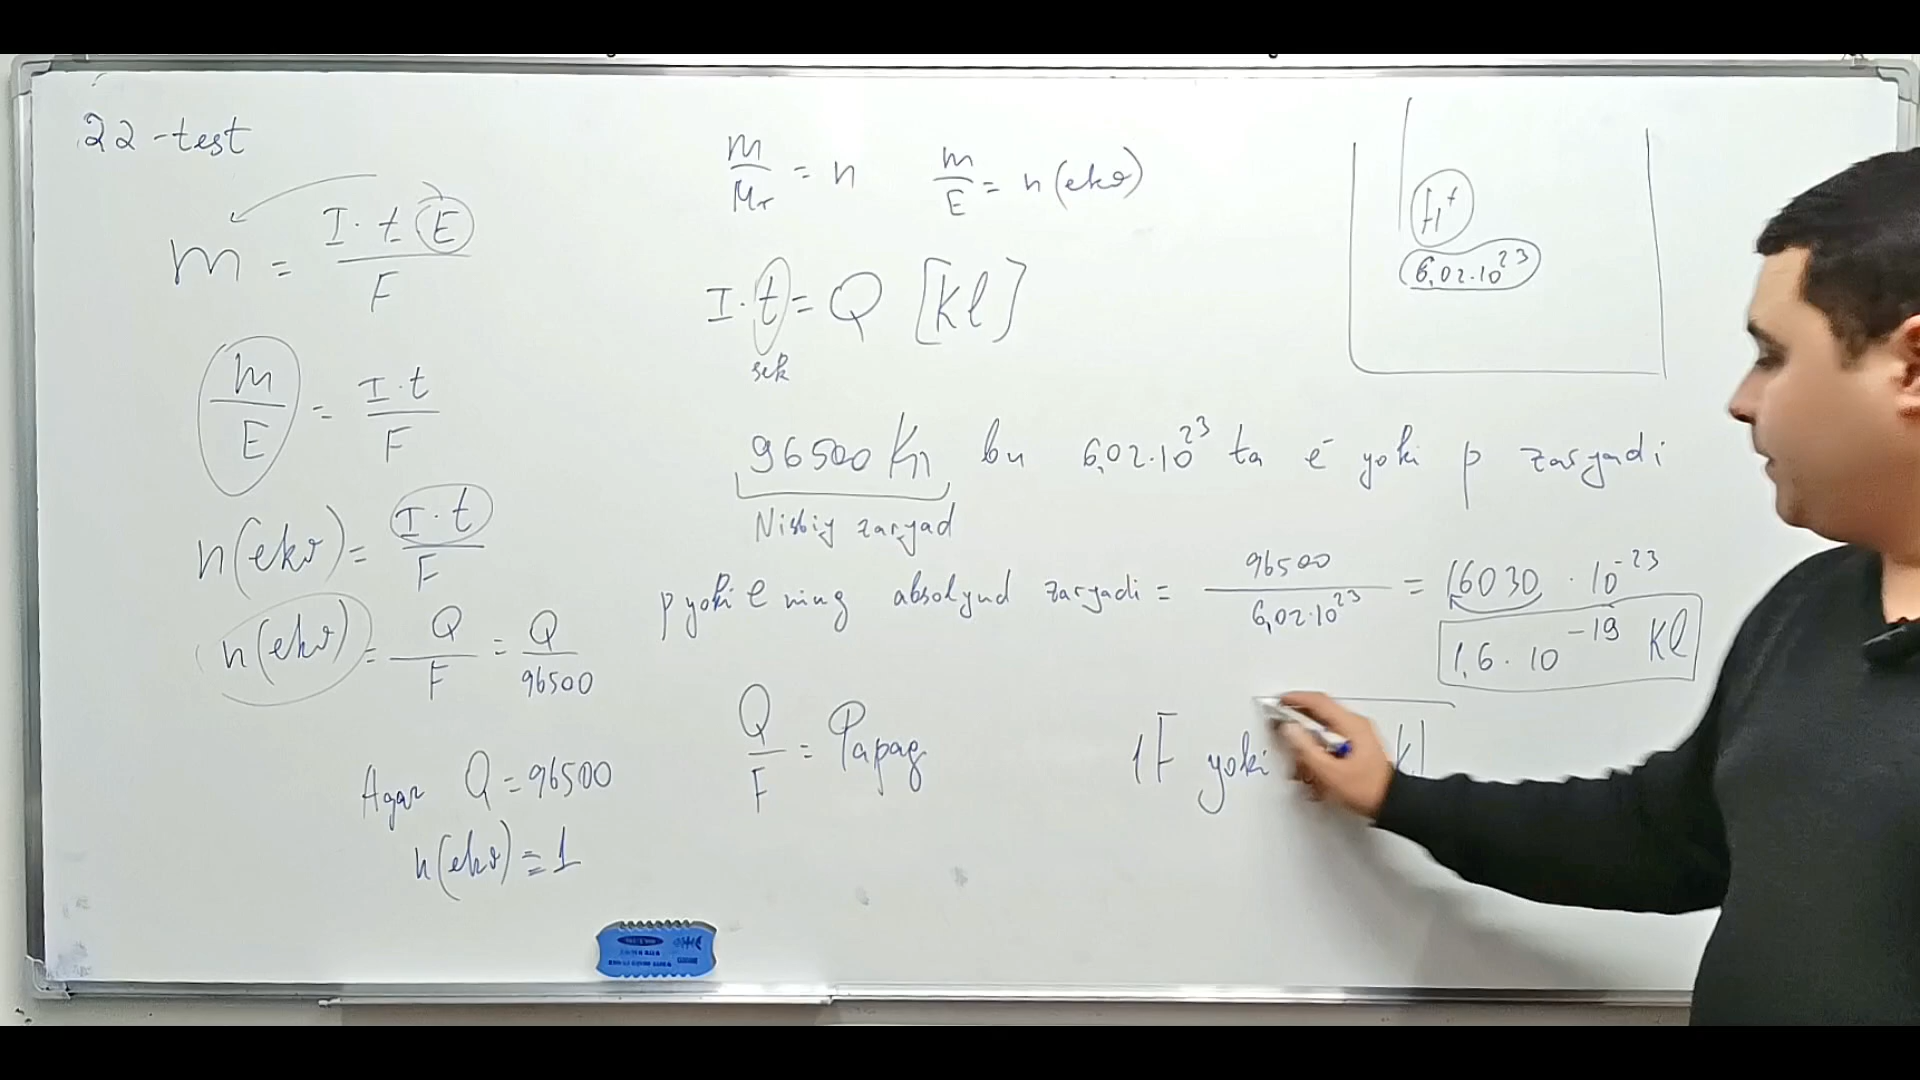 22-test
m = I·t E / F
m / E = I·t / F
n(ekv) = I·t / F
n(ekv) = Q / F = Q / 96500
Agar Q = 96500
n(ekv) = 1
m / Mr = n   m / E = n(ekv)
I·t = Q [Kl]
sek
96500 Kл bu 6,02·10²³ ta e⁻ yoki p zaryadi
Nisbiy zaryad
p yoki e ning absolyud zaryadi = 96500 / 6,02·10²³ = 16030 · 10⁻²³
1,6 · 10⁻¹⁹ Kl
Q / F =
1F yoki Kl
6,02·10²³